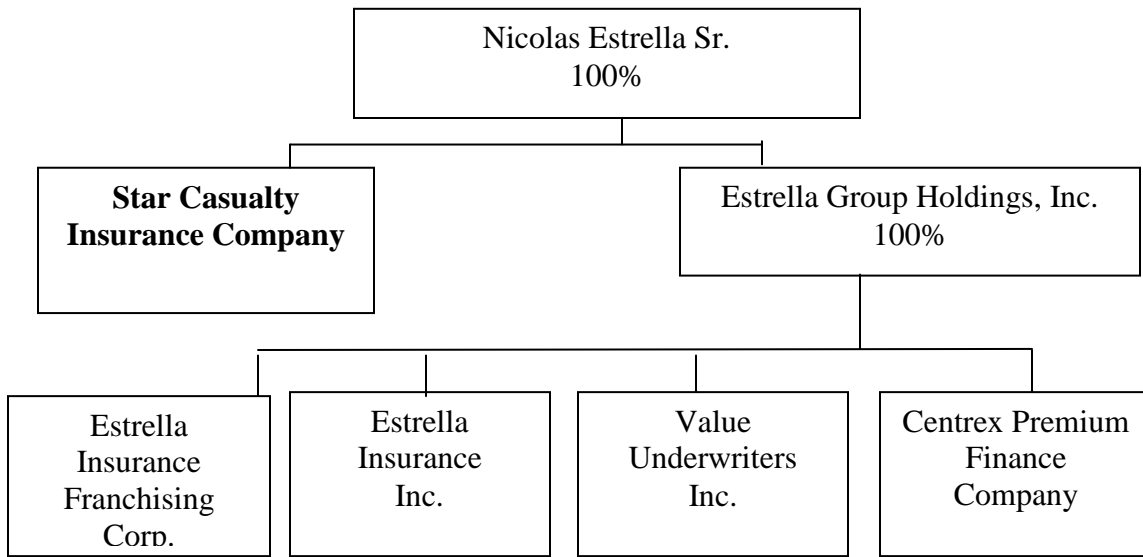 Nicolas Estrella Sr.
100%
Star Casualty
Insurance Company
Estrella Group Holdings, Inc.
100%
Estrella
Insurance
Franchising
Corp.
Estrella
Insurance
Inc.
Value
Underwriters
Inc.
Centrex Premium
Finance
Company